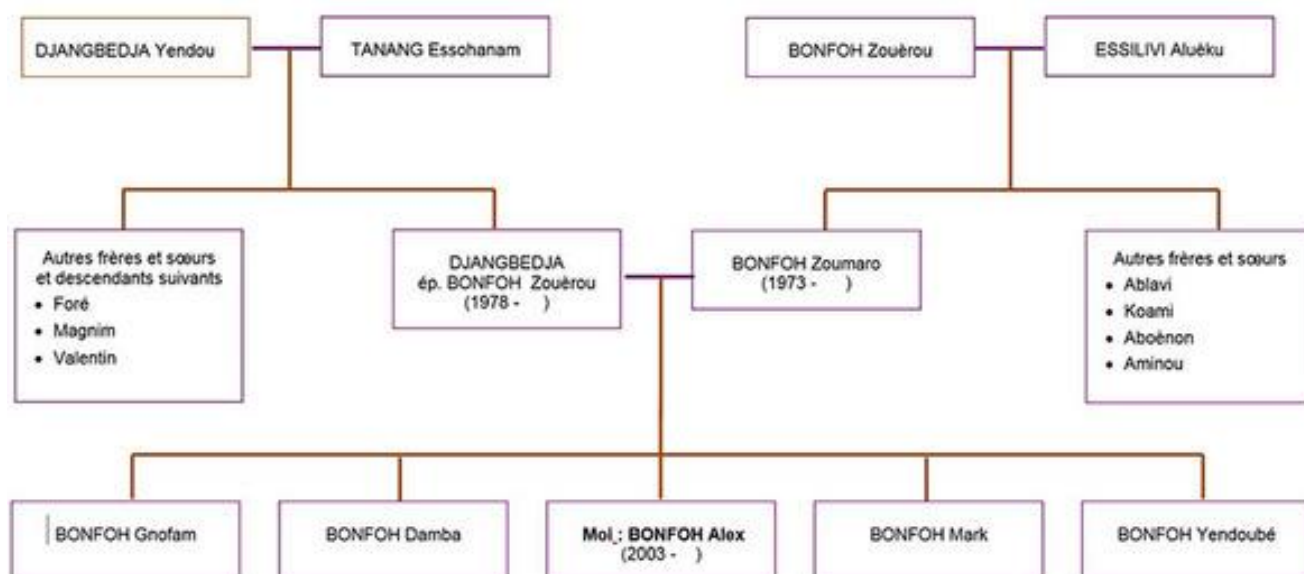 DJANGBEDJA Yendou
TANANG Essohanam
BONFOH Zouèrou
ESSILIVI Aluéku
Autres frères et sœurs
et descendants suivants
• Foré
• Magnim
• Valentin
DJANGBEDJA
ép. BONFOH Zouèrou
(1978 - )
BONFOH Zoumaro
(1973 - )
Autres frères et sœurs
• Ablavi
• Koami
• Aboènon
• Aminou
BONFOH Gnofam
BONFOH Damba
Moi : BONFOH Alex
(2003 - )
BONFOH Mark
BONFOH Yendoubé